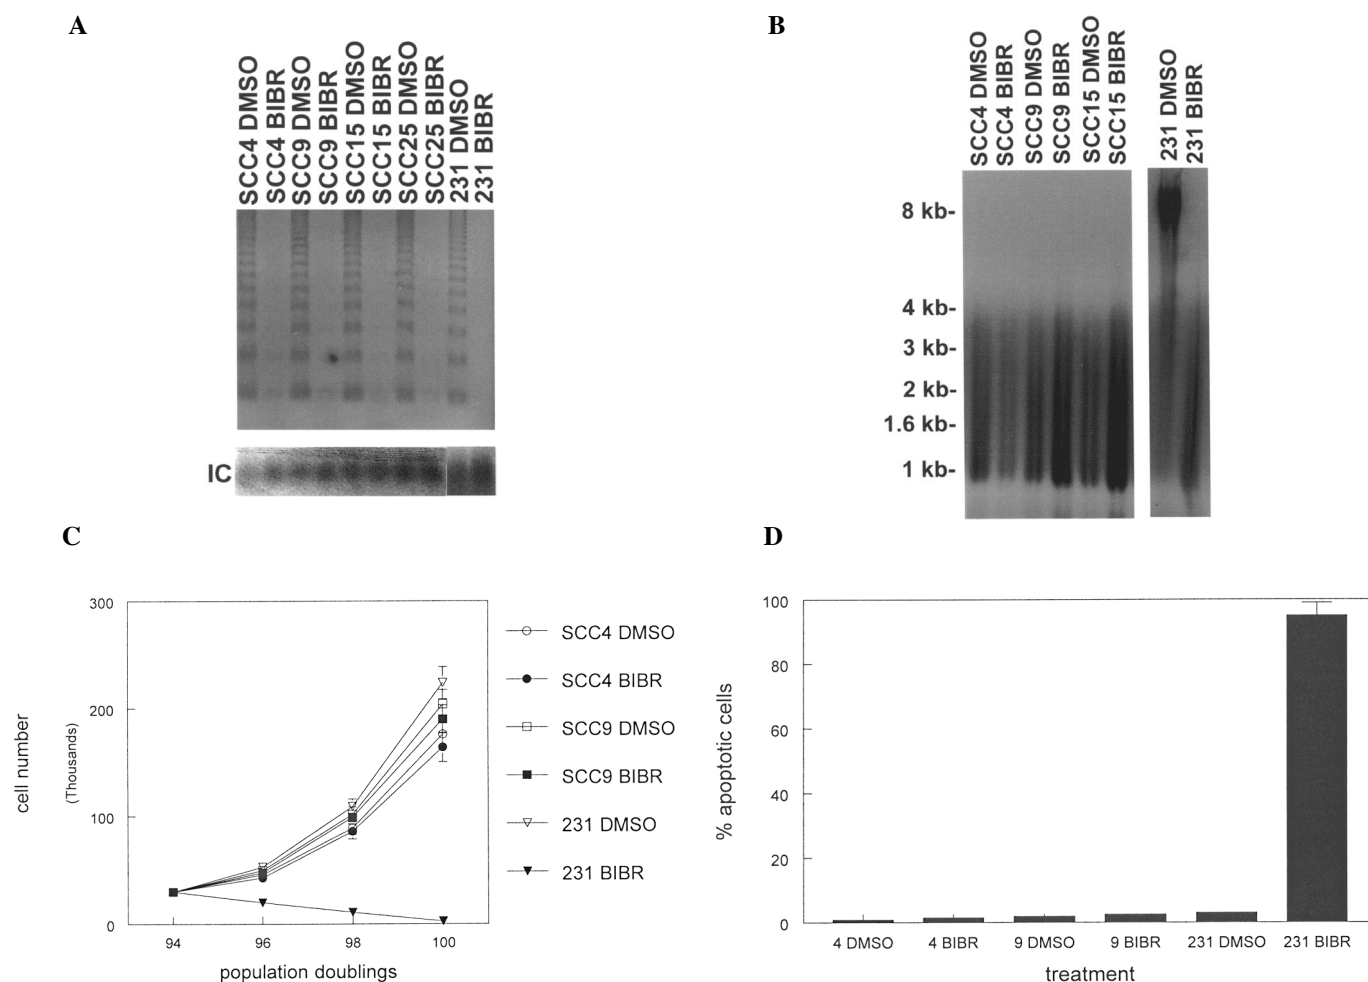 A
SCC4 DMSO
SCC4 BIBR
SCC9 DMSO
SCC9 BIBR
SCC15 DMSO
SCC15 BIBR
SCC25 DMSO
SCC25 BIBR
231 DMSO
231 BIBR
IC
B
SCC4 DMSO
SCC4 BIBR
SCC9 DMSO
SCC9 BIBR
SCC15 DMSO
SCC15 BIBR
231 DMSO
231 BIBR
8 kb-
4 kb-
3 kb-
2 kb-
1.6 kb-
1 kb-
C
cell number
(Thousands)
300
200
100
0
94 96 98 100
population doublings
SCC4 DMSO
SCC4 BIBR
SCC9 DMSO
SCC9 BIBR
231 DMSO
231 BIBR
D
% apoptotic cells
100
80
60
40
20
0
4 DMSO 4 BIBR 9 DMSO 9 BIBR 231 DMSO 231 BIBR
treatment